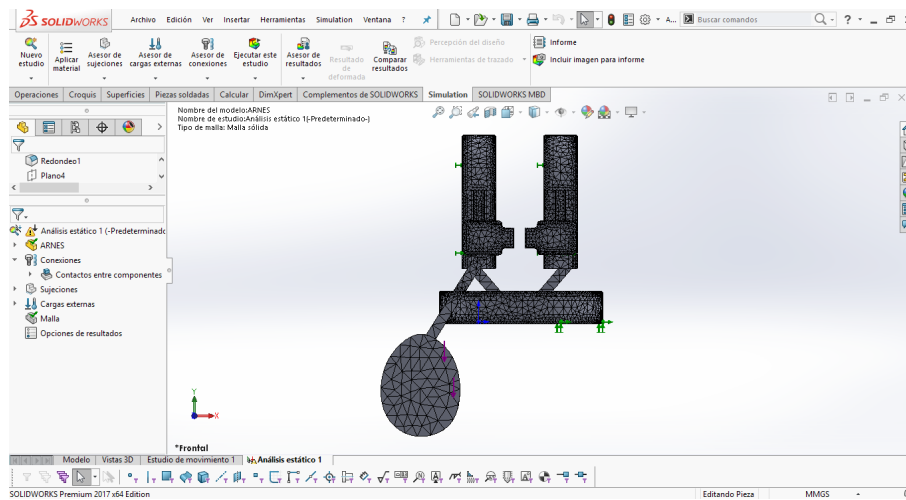 SOLIDWORKS Archivo Edición Ver Insertar Herramientas Simulation Ventana ? A... Buscar comandos ?
Nuevo estudio
Aplicar material
Asesor de sujeciones
Asesor de cargas externas
Asesor de conexiones
Ejecutar este estudio
Asesor de resultados
Resultado de deformada
Comparar resultados
Percepción del diseño
Herramientas de trazado
Informe
Incluir imagen para informe
Operaciones Croquis Superficies Piezas soldadas Calcular DimXpert Complementos de SOLIDWORKS Simulation SOLIDWORKS MBD
Nombre del modelo:ARNES
Nombre de estudio:Análisis estático 1(-Predeterminado-)
Tipo de malla: Malla sólida
Redondeo1
Plano4
Análisis estático 1 (-Predeterminado
ARNES
Conexiones
Contactos entre componentes
Sujeciones
Cargas externas
Malla
Opciones de resultados
Y
X
*Frontal
Modelo Vistas 3D Estudio de movimiento 1 Análisis estático 1
SOLIDWORKS Premium 2017 x64 Edition Editando Pieza MMGS